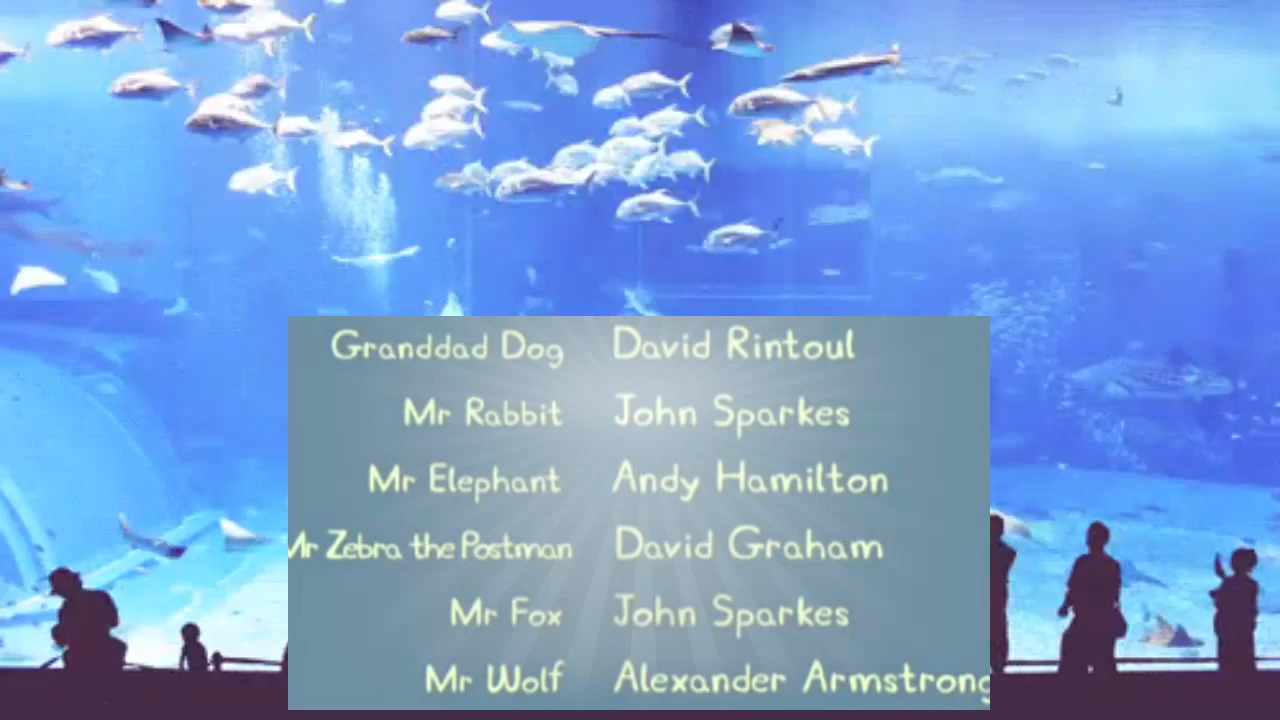 Granddad Dog David Rintoul
Mr Rabbit John Sparkes
Mr Elephant Andy Hamilton
Mr Zebra the Postman David Graham
Mr Fox John Sparkes
Mr Wolf Alexander Armstrong